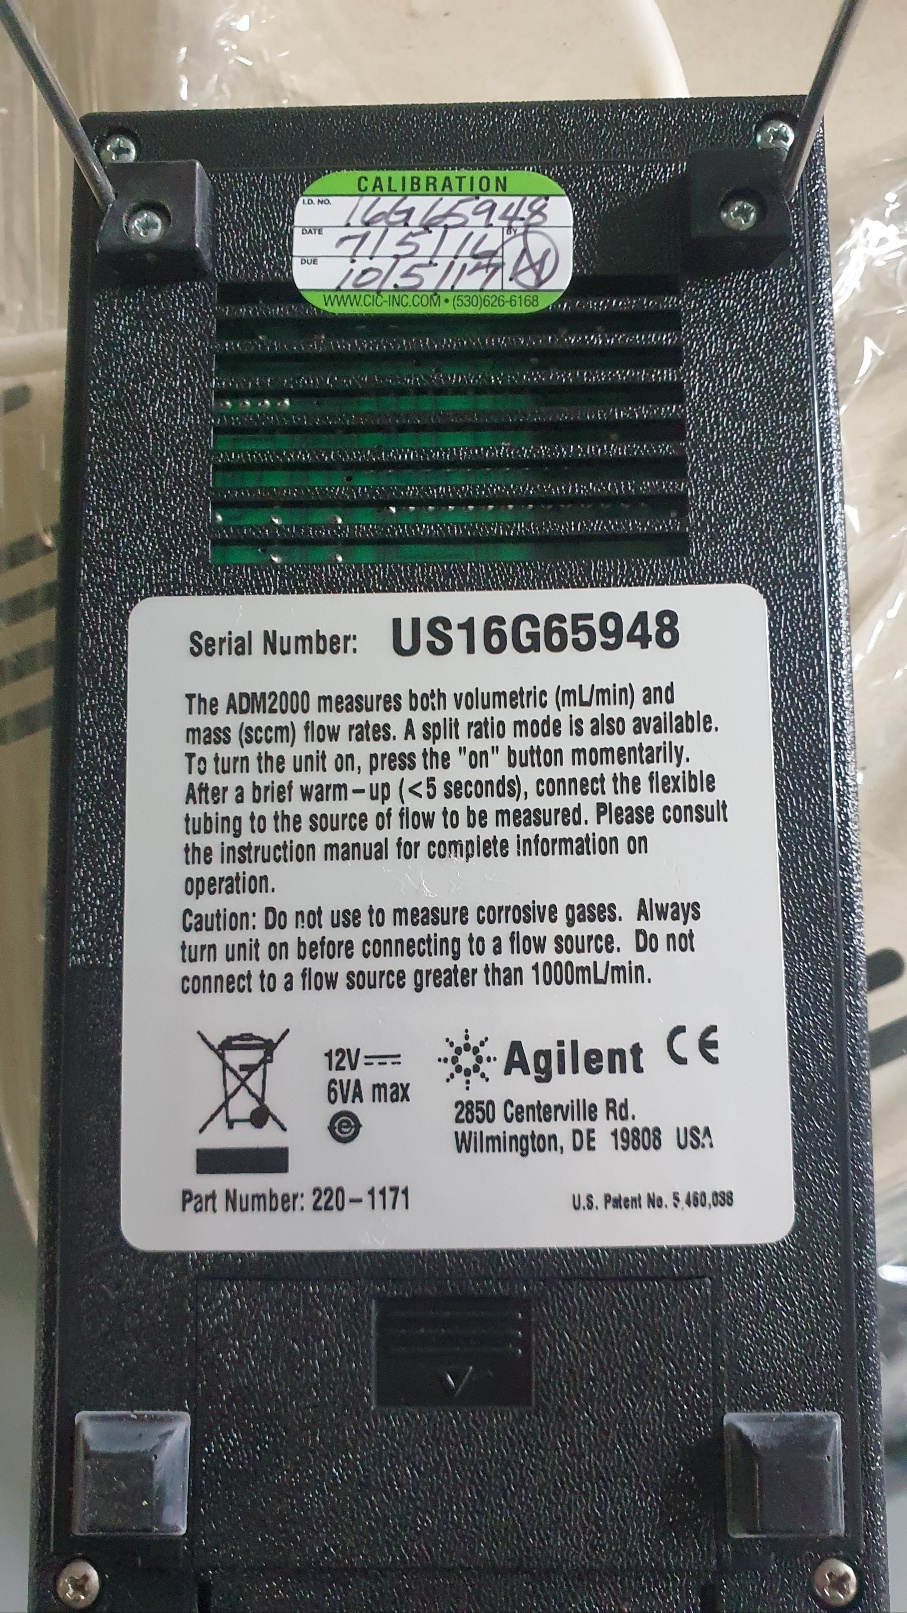 CALIBRATION
I.D. NO. 16G65948
DATE 7/5/16 BY
DUE 10/5/17
WWW.CIC-INC.COM • (530)626-6168
Serial Number: US16G65948
The ADM2000 measures both volumetric (mL/min) and
mass (sccm) flow rates. A split ratio mode is also available.
To turn the unit on, press the "on" button momentarily.
After a brief warm-up (<5 seconds), connect the flexible
tubing to the source of flow to be measured. Please consult
the instruction manual for complete information on
operation.
Caution: Do not use to measure corrosive gases. Always
turn unit on before connecting to a flow source. Do not
connect to a flow source greater than 1000mL/min.
12V
6VA max
Agilent CE
2850 Centerville Rd.
Wilmington, DE 19808 USA
Part Number: 220-1171
U.S. Patent No. 5,460,038